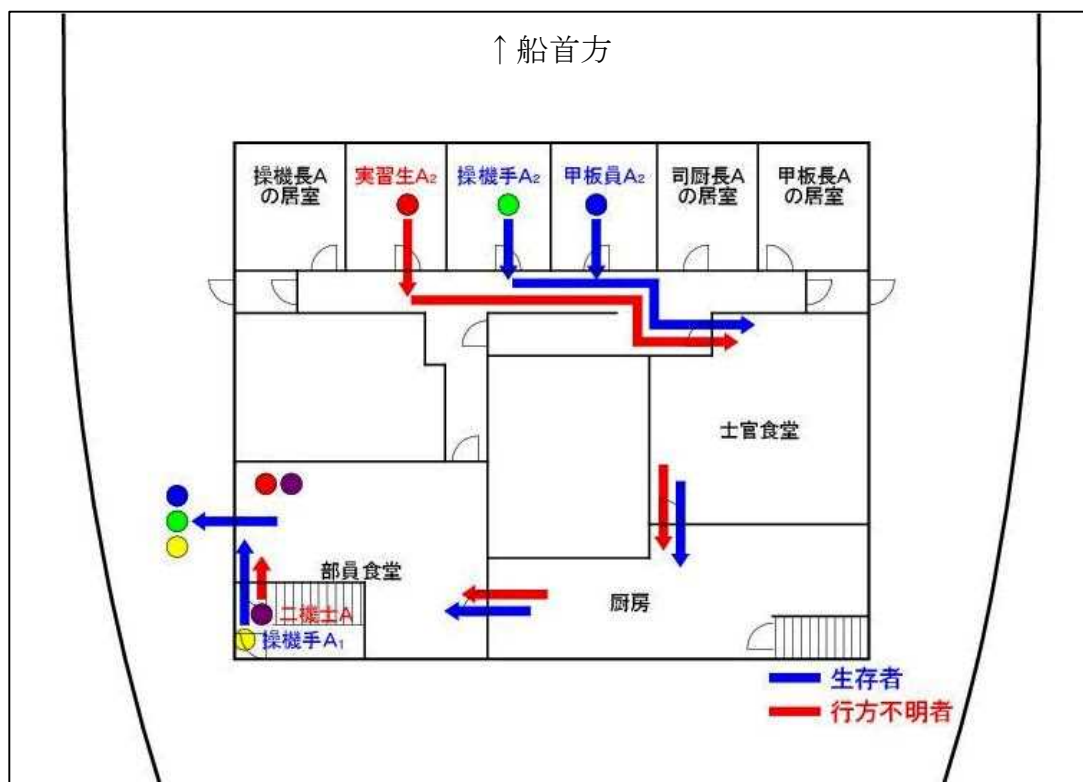 ↑船首方
操機長A
の居室
実習生A₂
操機手A₂
甲板員A₂
司厨長A
の居室
甲板長A
の居室
士官食堂
部員食堂
厨房
二機士A
操機手A₁
生存者
行方不明者